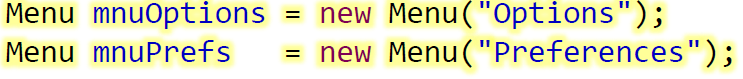 Menu mnuOptions = new Menu("Options");
Menu mnuPrefs   = new Menu("Preferences");